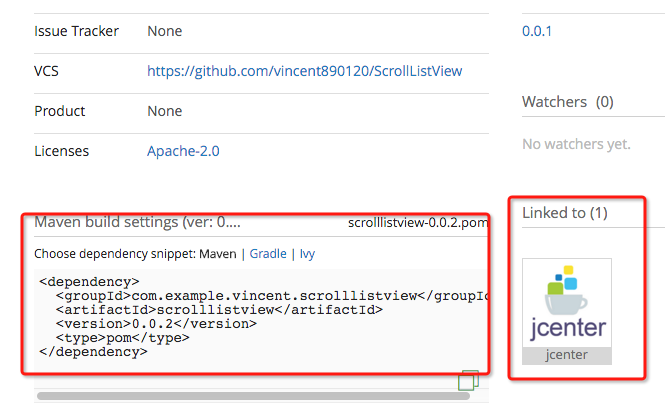 Issue Tracker None
VCS https://github.com/vincent890120/ScrollListView
Product None
Licenses Apache-2.0
Maven build settings (ver: 0.... scrolllistview-0.0.2.pom
Choose dependency snippet: Maven | Gradle | Ivy
<dependency>
<groupId>com.example.vincent.scrolllistview</groupId
<artifactId>scrolllistview</artifactId>
<version>0.0.2</version>
<type>pom</type>
</dependency>
0.0.1
Watchers (0)
No watchers yet.
Linked to (1)
jcenter
jcenter